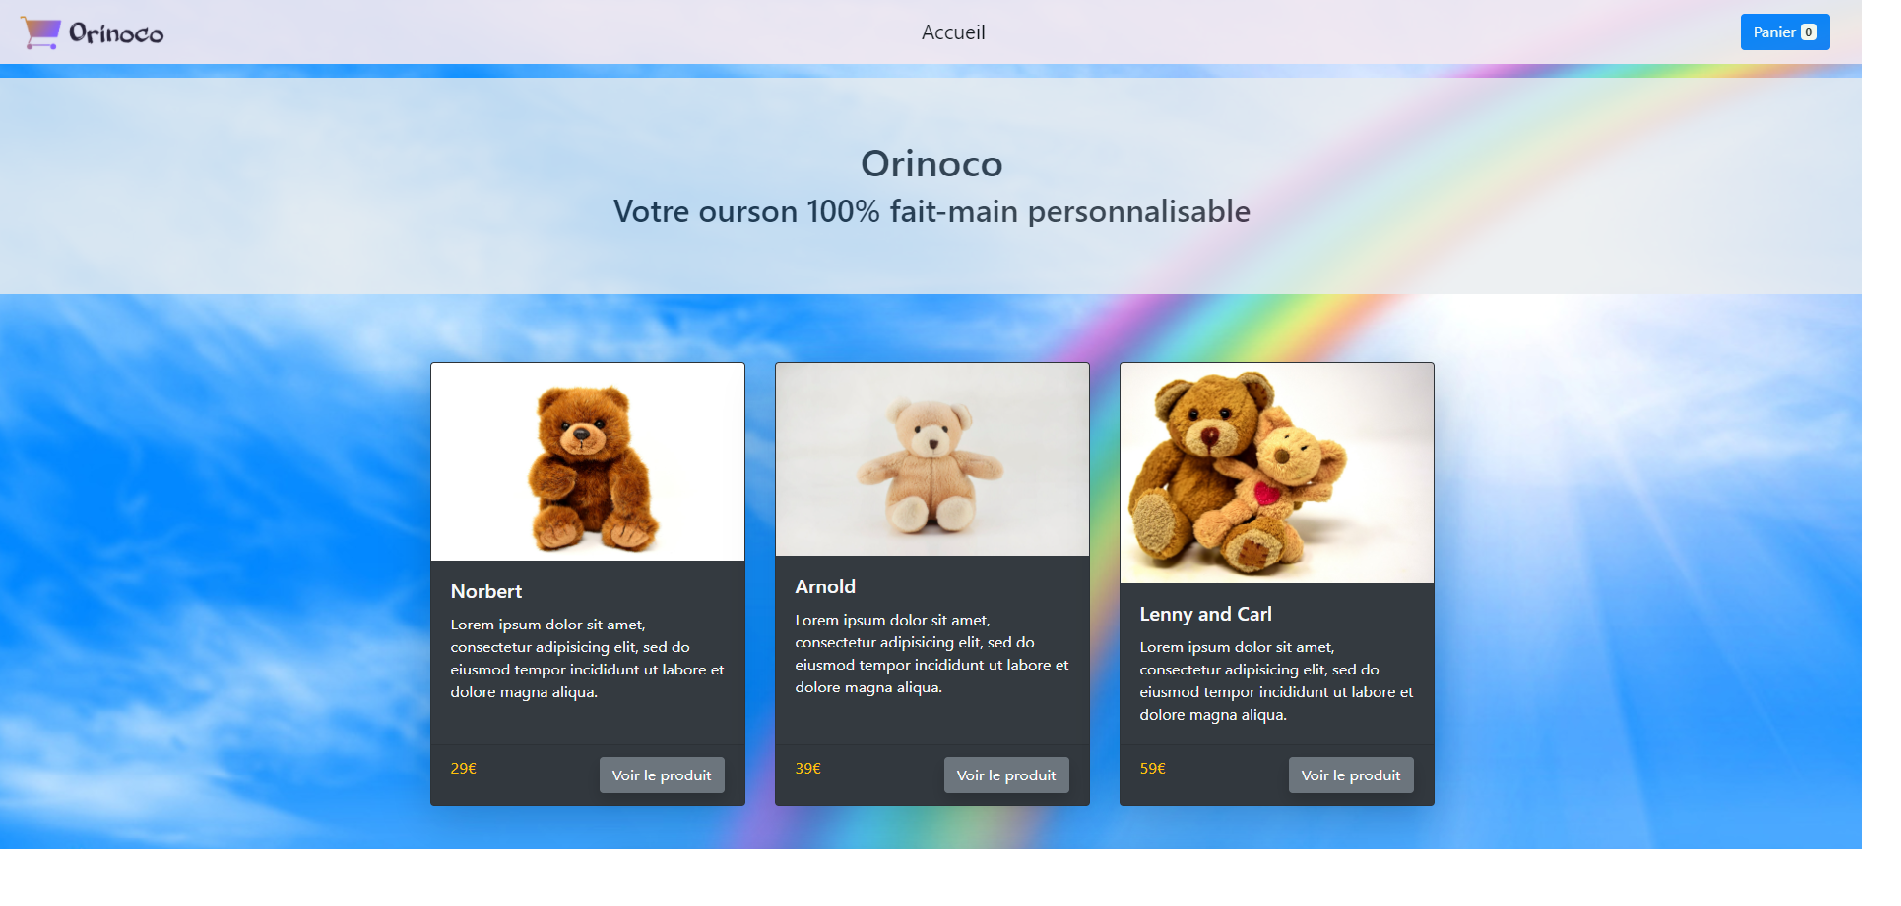 Orinoco
Accueil
Panier 0
Orinoco
Votre ourson 100% fait-main personnalisable
Norbert
Lorem ipsum dolor sit amet,
consectetur adipisicing elit, sed do
eiusmod tempor incididunt ut labore et
dolore magna aliqua.
29€
Voir le produit
Arnold
Lorem ipsum dolor sit amet,
consectetur adipisicing elit, sed do
eiusmod tempor incididunt ut labore et
dolore magna aliqua.
39€
Voir le produit
Lenny and Carl
Lorem ipsum dolor sit amet,
consectetur adipisicing elit, sed do
eiusmod tempor incididunt ut labore et
dolore magna aliqua.
59€
Voir le produit